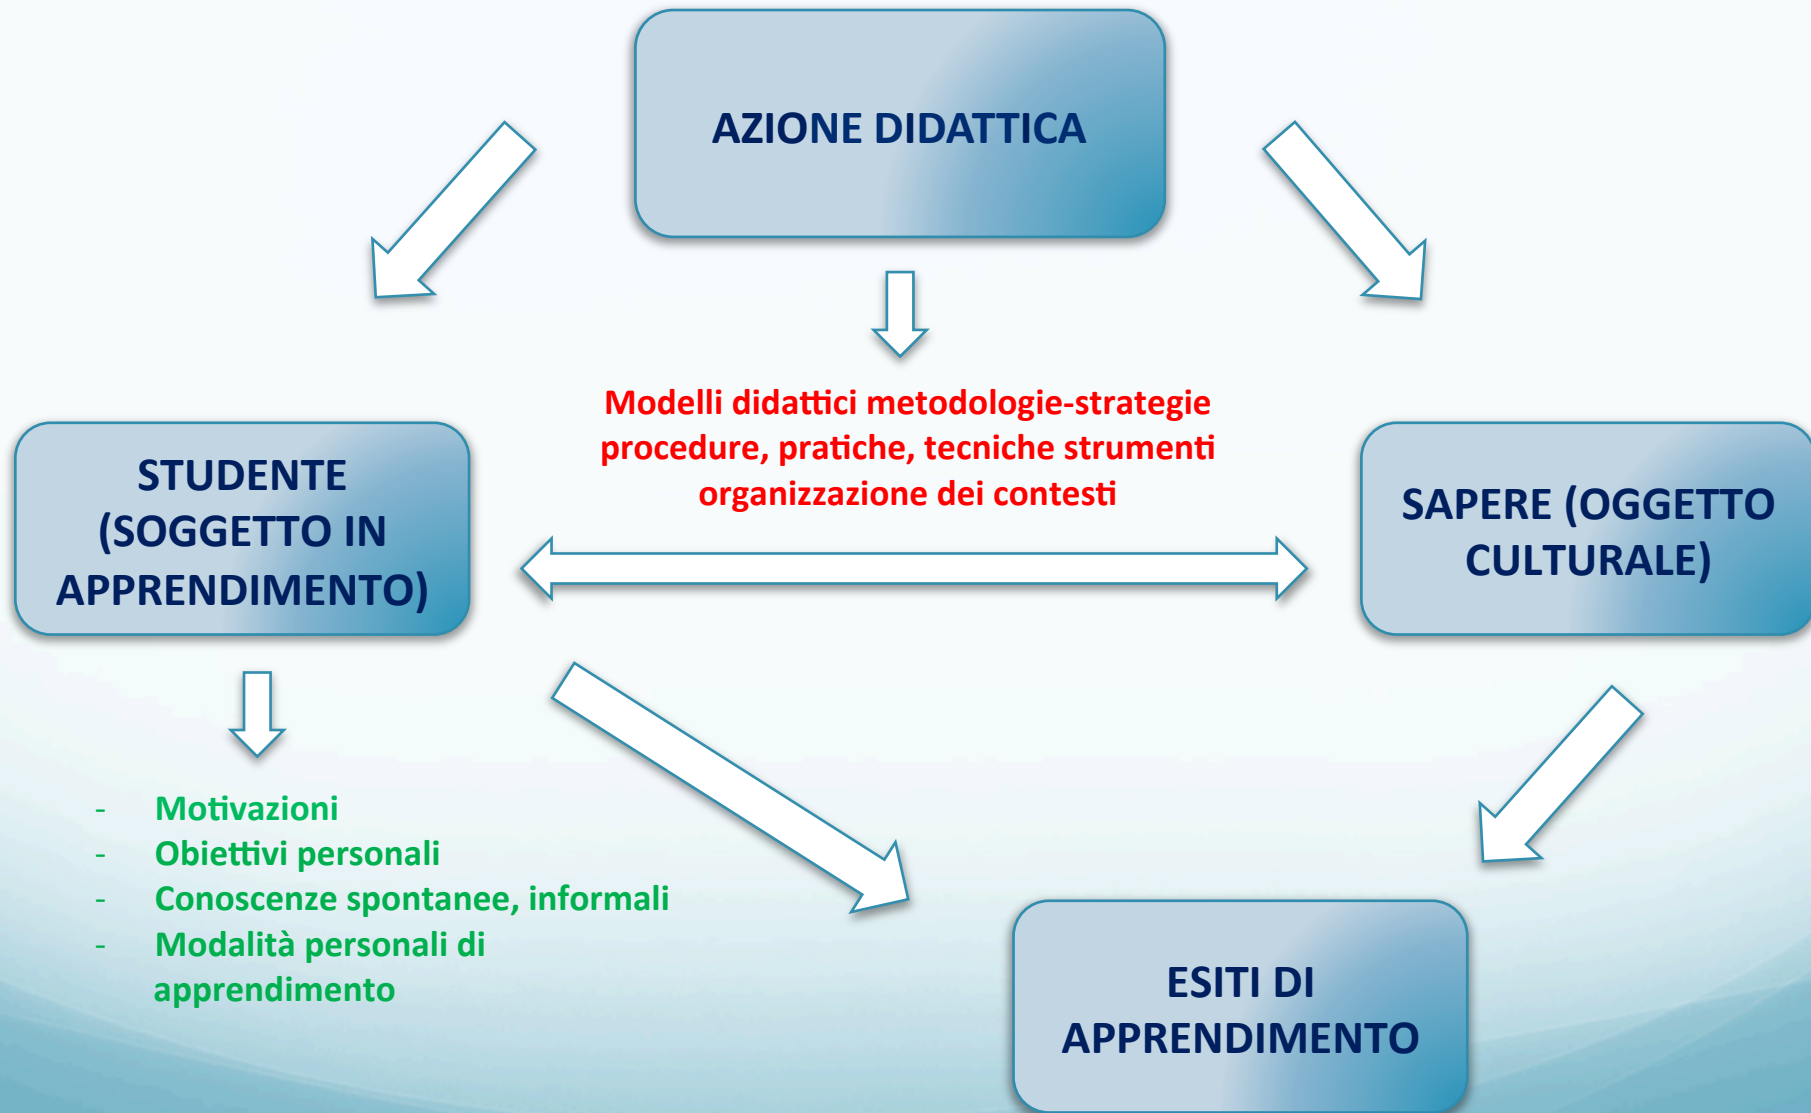 AZIONE DIDATTICA
Modelli didattici metodologie-strategie
procedure, pratiche, tecniche strumenti
organizzazione dei contesti
STUDENTE
(SOGGETTO IN
APPRENDIMENTO)
SAPERE (OGGETTO
CULTURALE)
- Motivazioni
- Obiettivi personali
- Conoscenze spontanee, informali
- Modalità personali di
apprendimento
ESITI DI
APPRENDIMENTO